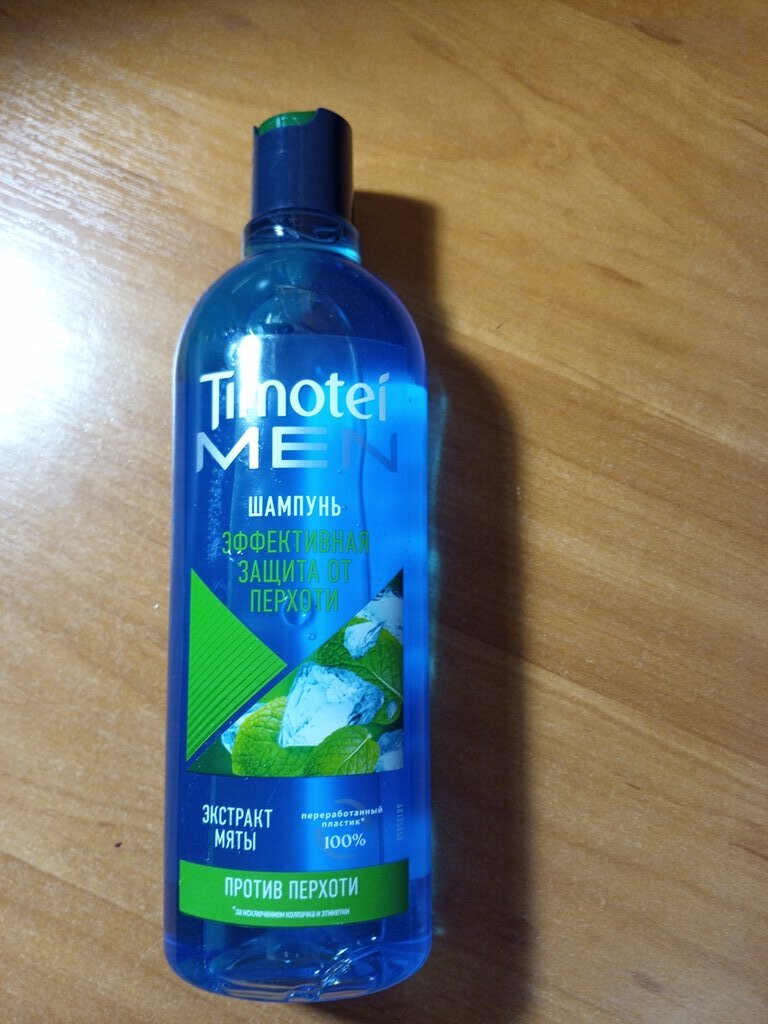 Timotei
MEN
ШАМПУНЬ
ЭФФЕКТИВНАЯ
ЗАЩИТА ОТ
ПЕРХОТИ
ЭКСТРАКТ
МЯТЫ
переработанный
пластик*
100%
ПРОТИВ ПЕРХОТИ
*за исключением колпачка и этикетки